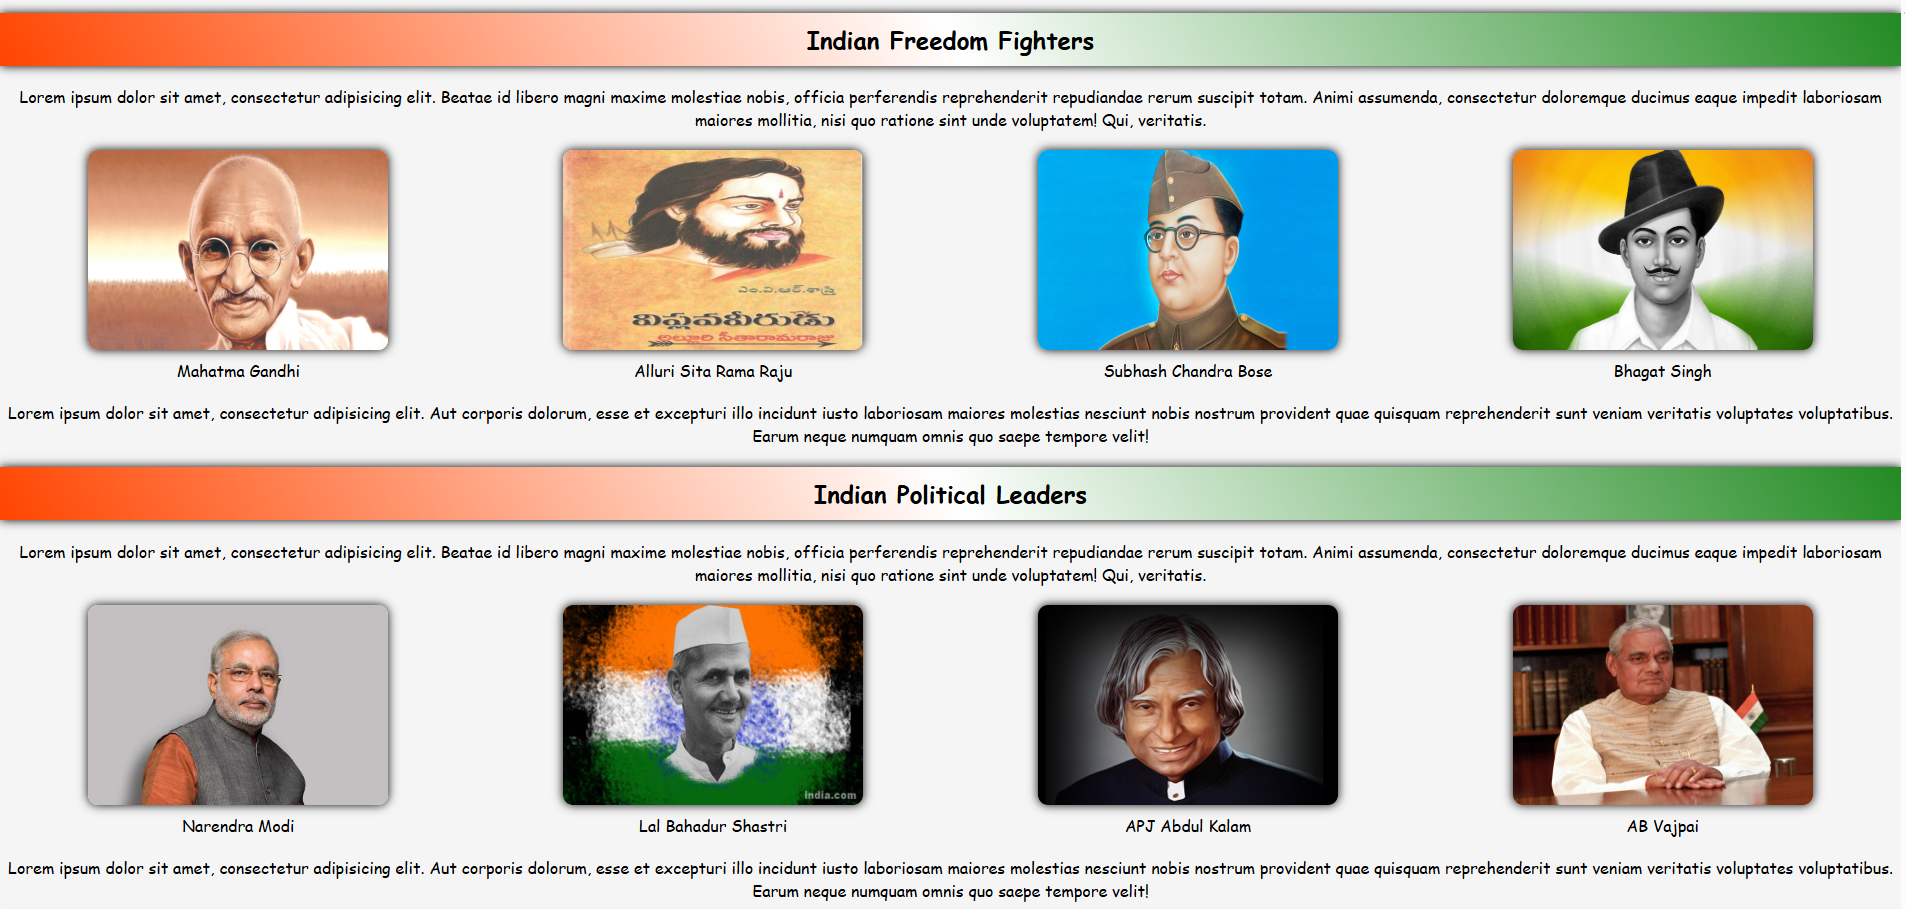 Indian Freedom Fighters
Lorem ipsum dolor sit amet, consectetur adipisicing elit. Beatae id libero magni maxime molestiae nobis, officia perferendis reprehenderit repudiandae rerum suscipit totam. Animi assumenda, consectetur doloremque ducimus eaque impedit laboriosam
maiores mollitia, nisi quo ratione sint unde voluptatem! Qui, veritatis.
ఎం.వి.ఆర్.శాస్త్రి
విప్లవవీరుడు
అల్లూరి సీతారామరాజు
Mahatma Gandhi
Alluri Sita Rama Raju
Subhash Chandra Bose
Bhagat Singh
Lorem ipsum dolor sit amet, consectetur adipisicing elit. Aut corporis dolorum, esse et excepturi illo incidunt iusto laboriosam maiores molestias nesciunt nobis nostrum provident quae quisquam reprehenderit sunt veniam veritatis voluptates voluptatibus.
Earum neque numquam omnis quo saepe tempore velit!
Indian Political Leaders
Lorem ipsum dolor sit amet, consectetur adipisicing elit. Beatae id libero magni maxime molestiae nobis, officia perferendis reprehenderit repudiandae rerum suscipit totam. Animi assumenda, consectetur doloremque ducimus eaque impedit laboriosam
maiores mollitia, nisi quo ratione sint unde voluptatem! Qui, veritatis.
india.com
Narendra Modi
Lal Bahadur Shastri
APJ Abdul Kalam
AB Vajpai
Lorem ipsum dolor sit amet, consectetur adipisicing elit. Aut corporis dolorum, esse et excepturi illo incidunt iusto laboriosam maiores molestias nesciunt nobis nostrum provident quae quisquam reprehenderit sunt veniam veritatis voluptates voluptatibus.
Earum neque numquam omnis quo saepe tempore velit!